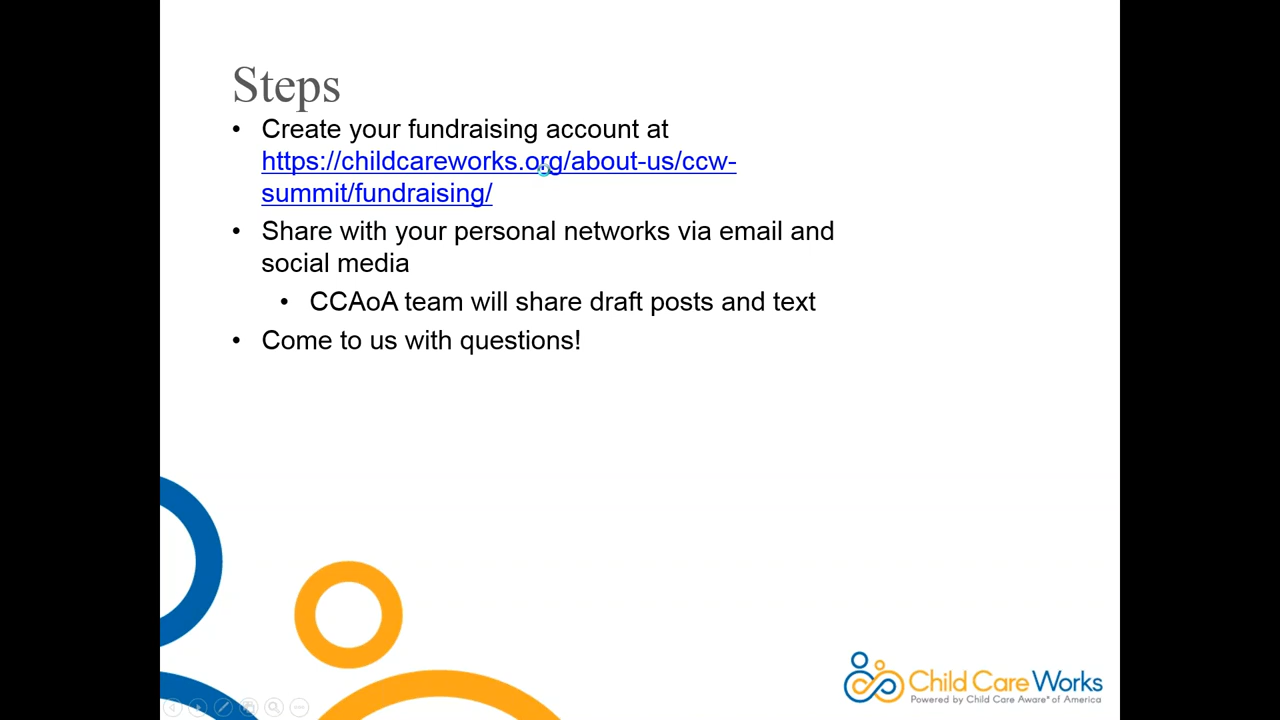 Steps
• Create your fundraising account at
https://childcareworks.org/about-us/ccw-
summit/fundraising/
• Share with your personal networks via email and
social media
• CCAoA team will share draft posts and text
• Come to us with questions!
Child Care Works
Powered by Child Care Aware® of America